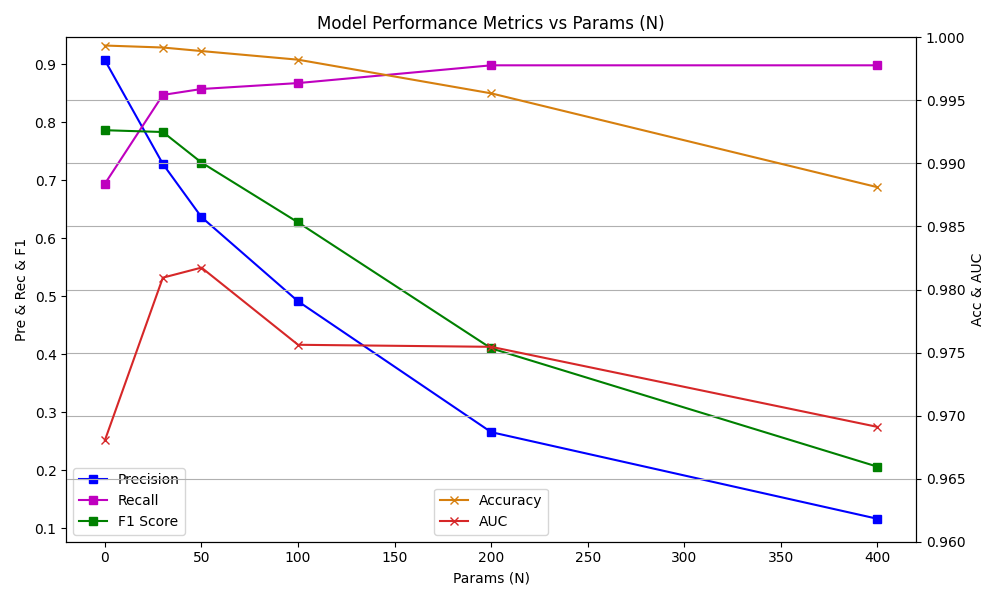 Model Performance Metrics vs Params (N)
Pre & Rec & F1
0.9
0.8
0.7
0.6
0.5
0.4
0.3
0.2
0.1
1.000
0.995
0.990
0.985
0.980
0.975
0.970
0.965
0.960
Acc & AUC
Precision
Recall
F1 Score
Accuracy
AUC
0 50 100 150 200 250 300 350 400
Params (N)